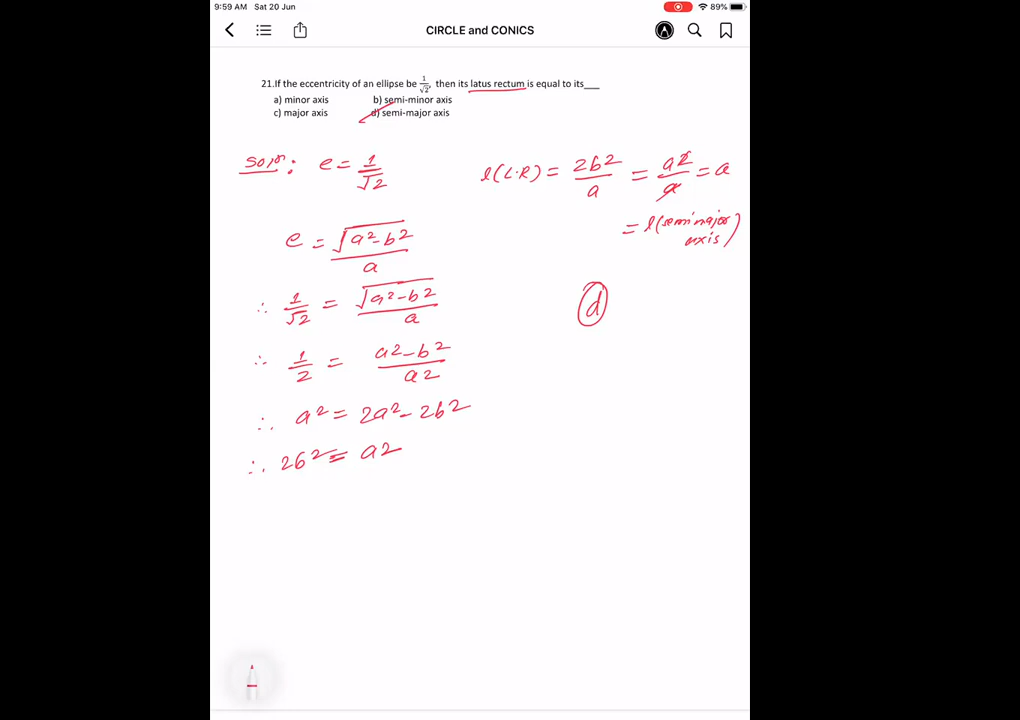 9:59 AM Sat 20 Jun 89%
CIRCLE and CONICS
21.If the eccentricity of an ellipse be 1/√2, then its latus rectum is equal to its___
a) minor axis b) semi-minor axis
c) major axis d) semi-major axis
Soln: e = 1/√2
e = √(a²-b²)/a
∴ 1/√2 = √(a²-b²)/a
∴ 1/2 = (a²-b²)/a²
∴ a² = 2a²-2b²
∴ 2b² = a²
l(L.R) = 2b²/a = a²/a = a
= l(semi major
axis)
d